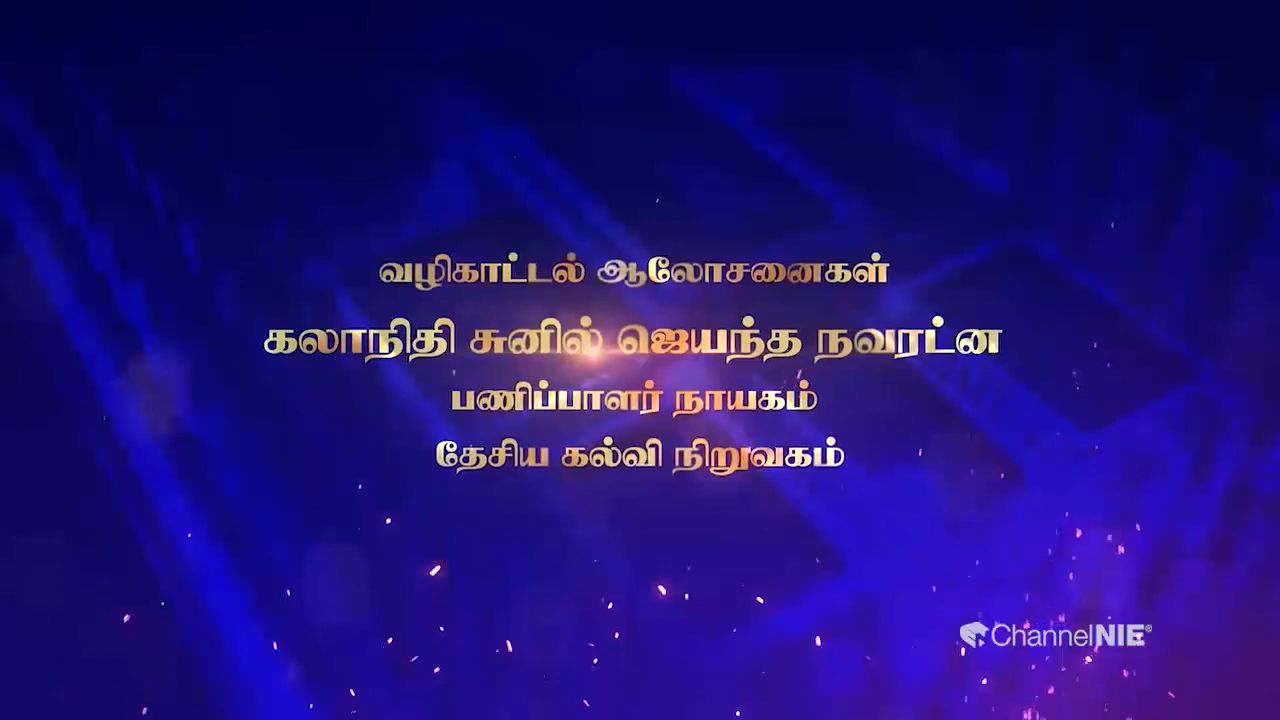 வழிகாட்டல் ஆலோசனைகள்
கலாநிதி சுனில் ஜெயந்த நவரட்ன
பணிப்பாளர் நாயகம்
தேசிய கல்வி நிறுவகம்
ChannelNIE®